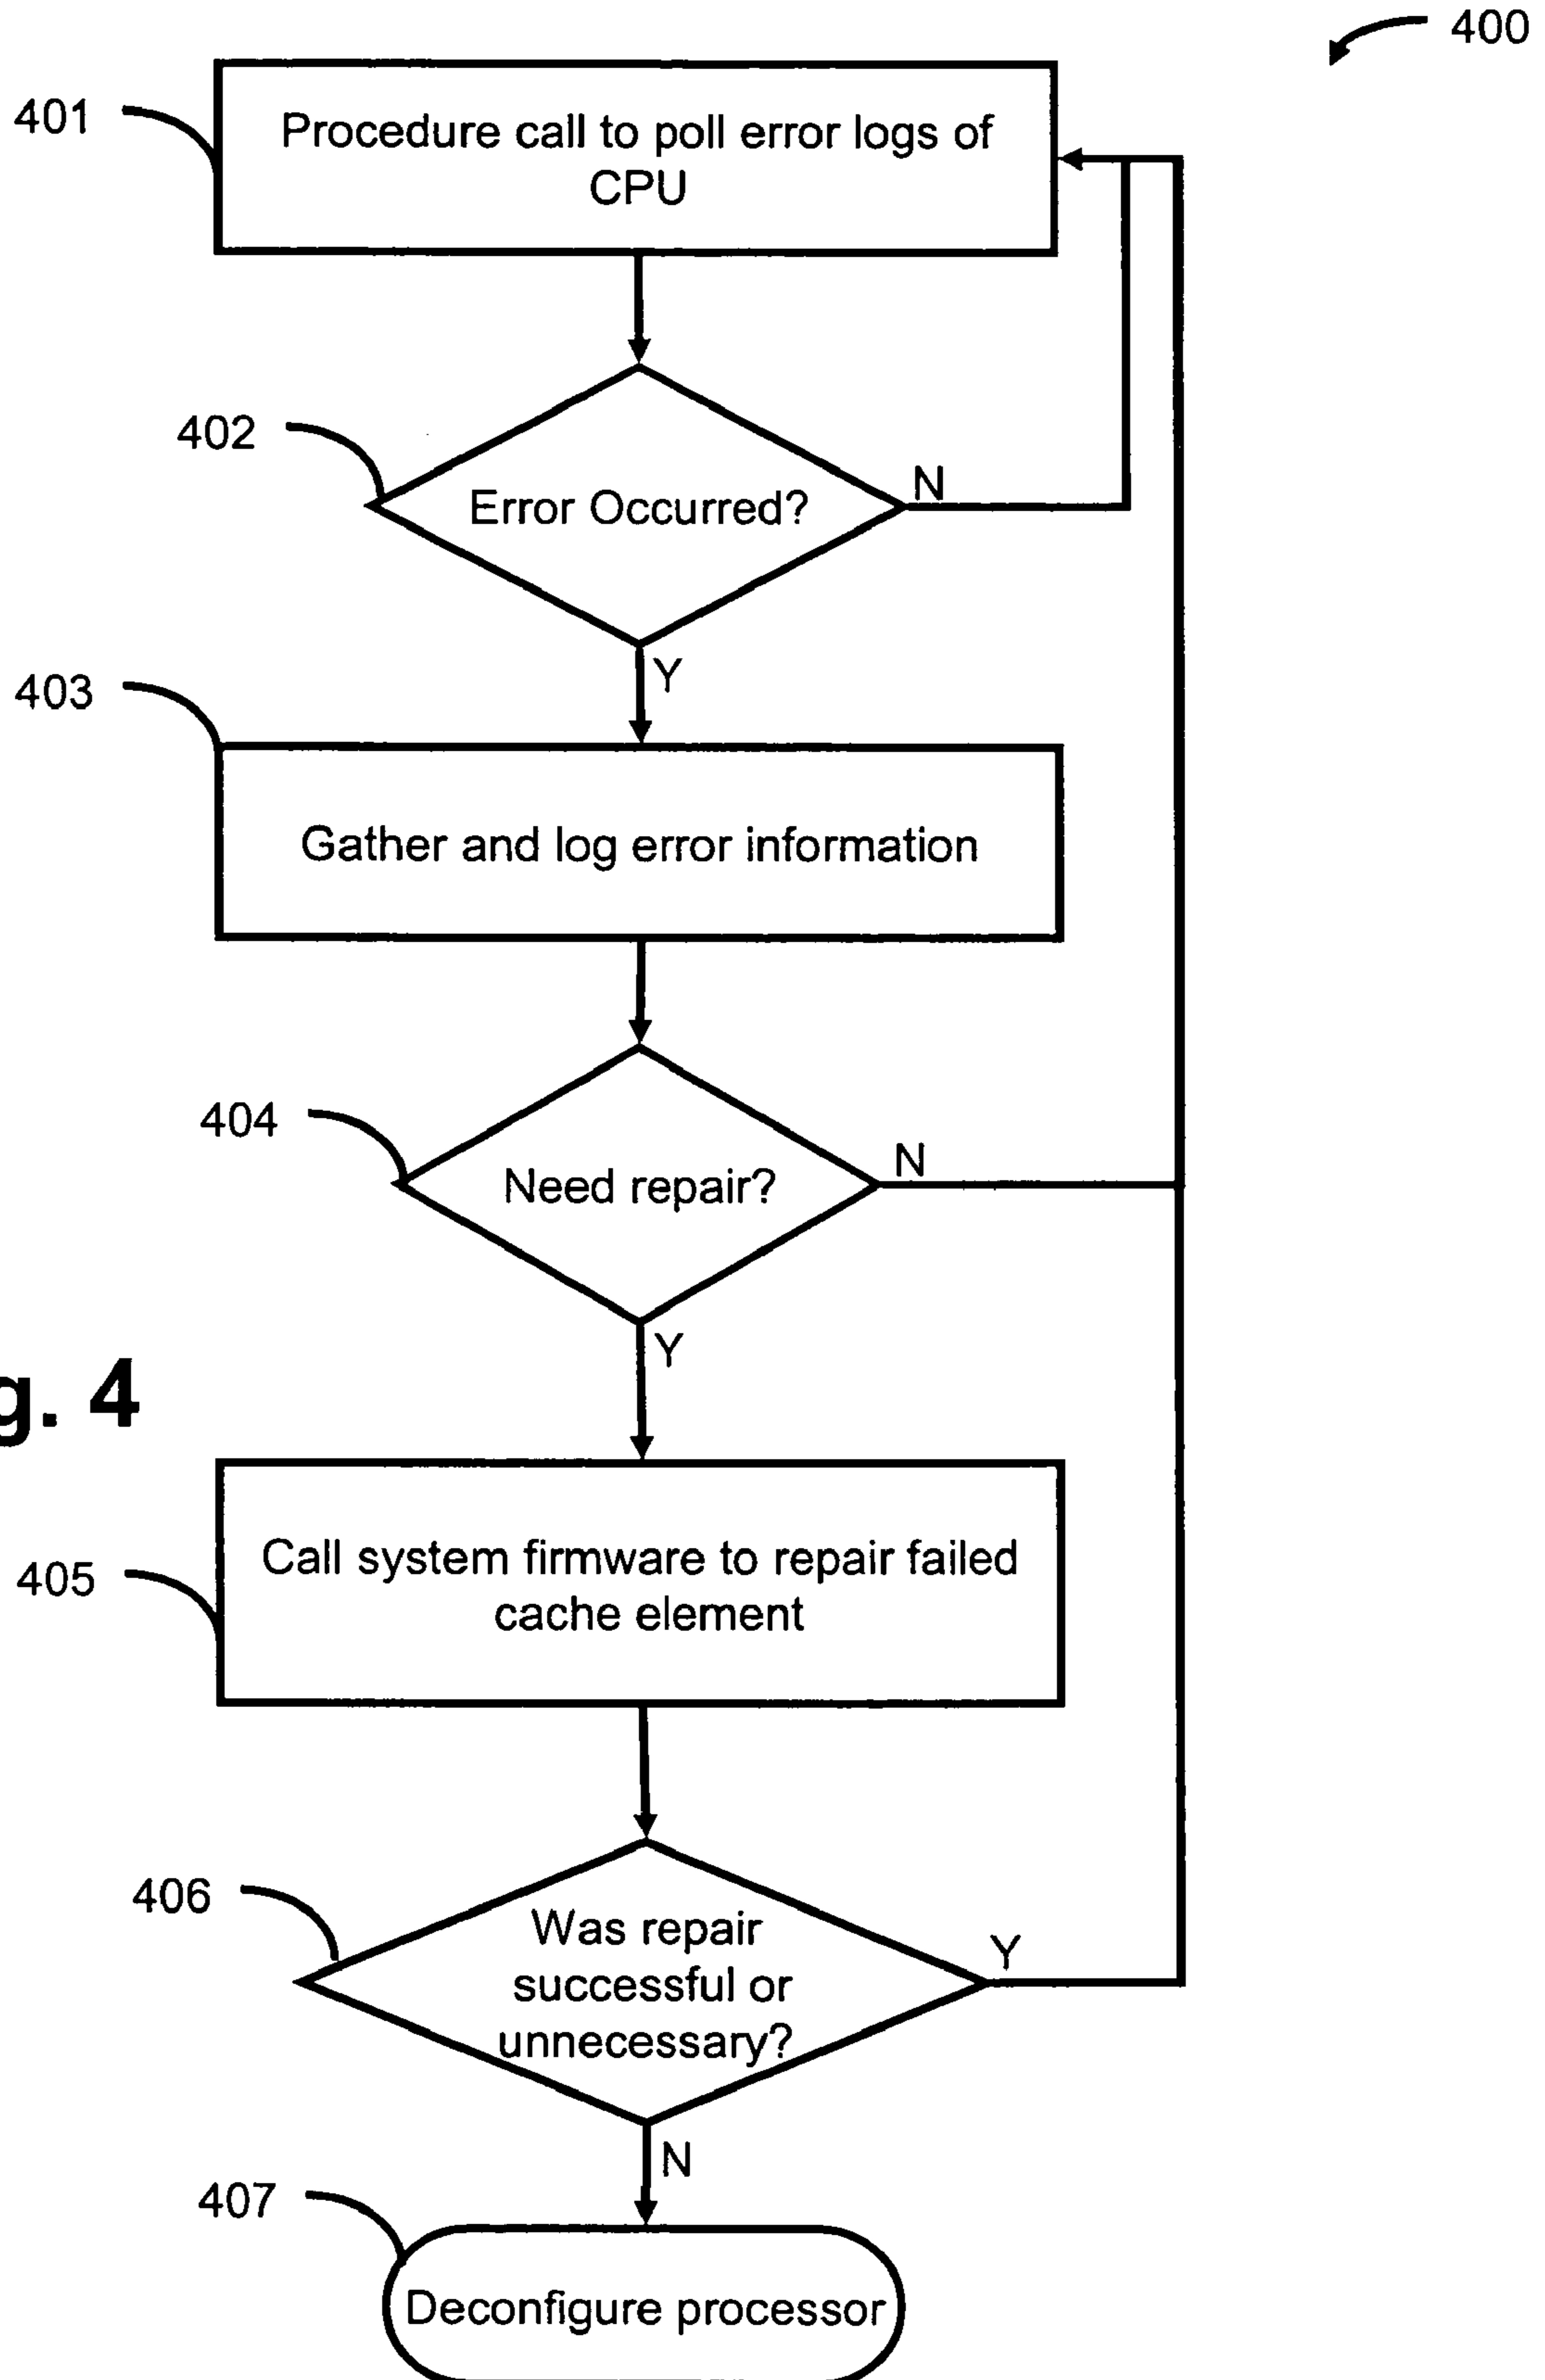 400
401
Procedure call to poll error logs of
CPU
402
Error Occurred?
N
Y
403
Gather and log error information
404
Need repair?
N
Y
g. 4
405
Call system firmware to repair failed
cache element
406
Was repair
successful or
unnecessary?
Y
N
407
Deconfigure processor